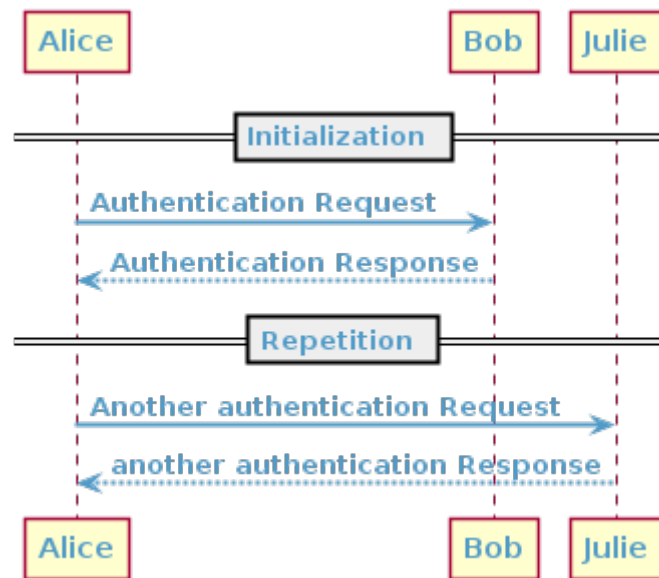 Alice
Bob
Julie
Initialization
Authentication Request
Authentication Response
Repetition
Another authentication Request
another authentication Response
Alice
Bob
Julie